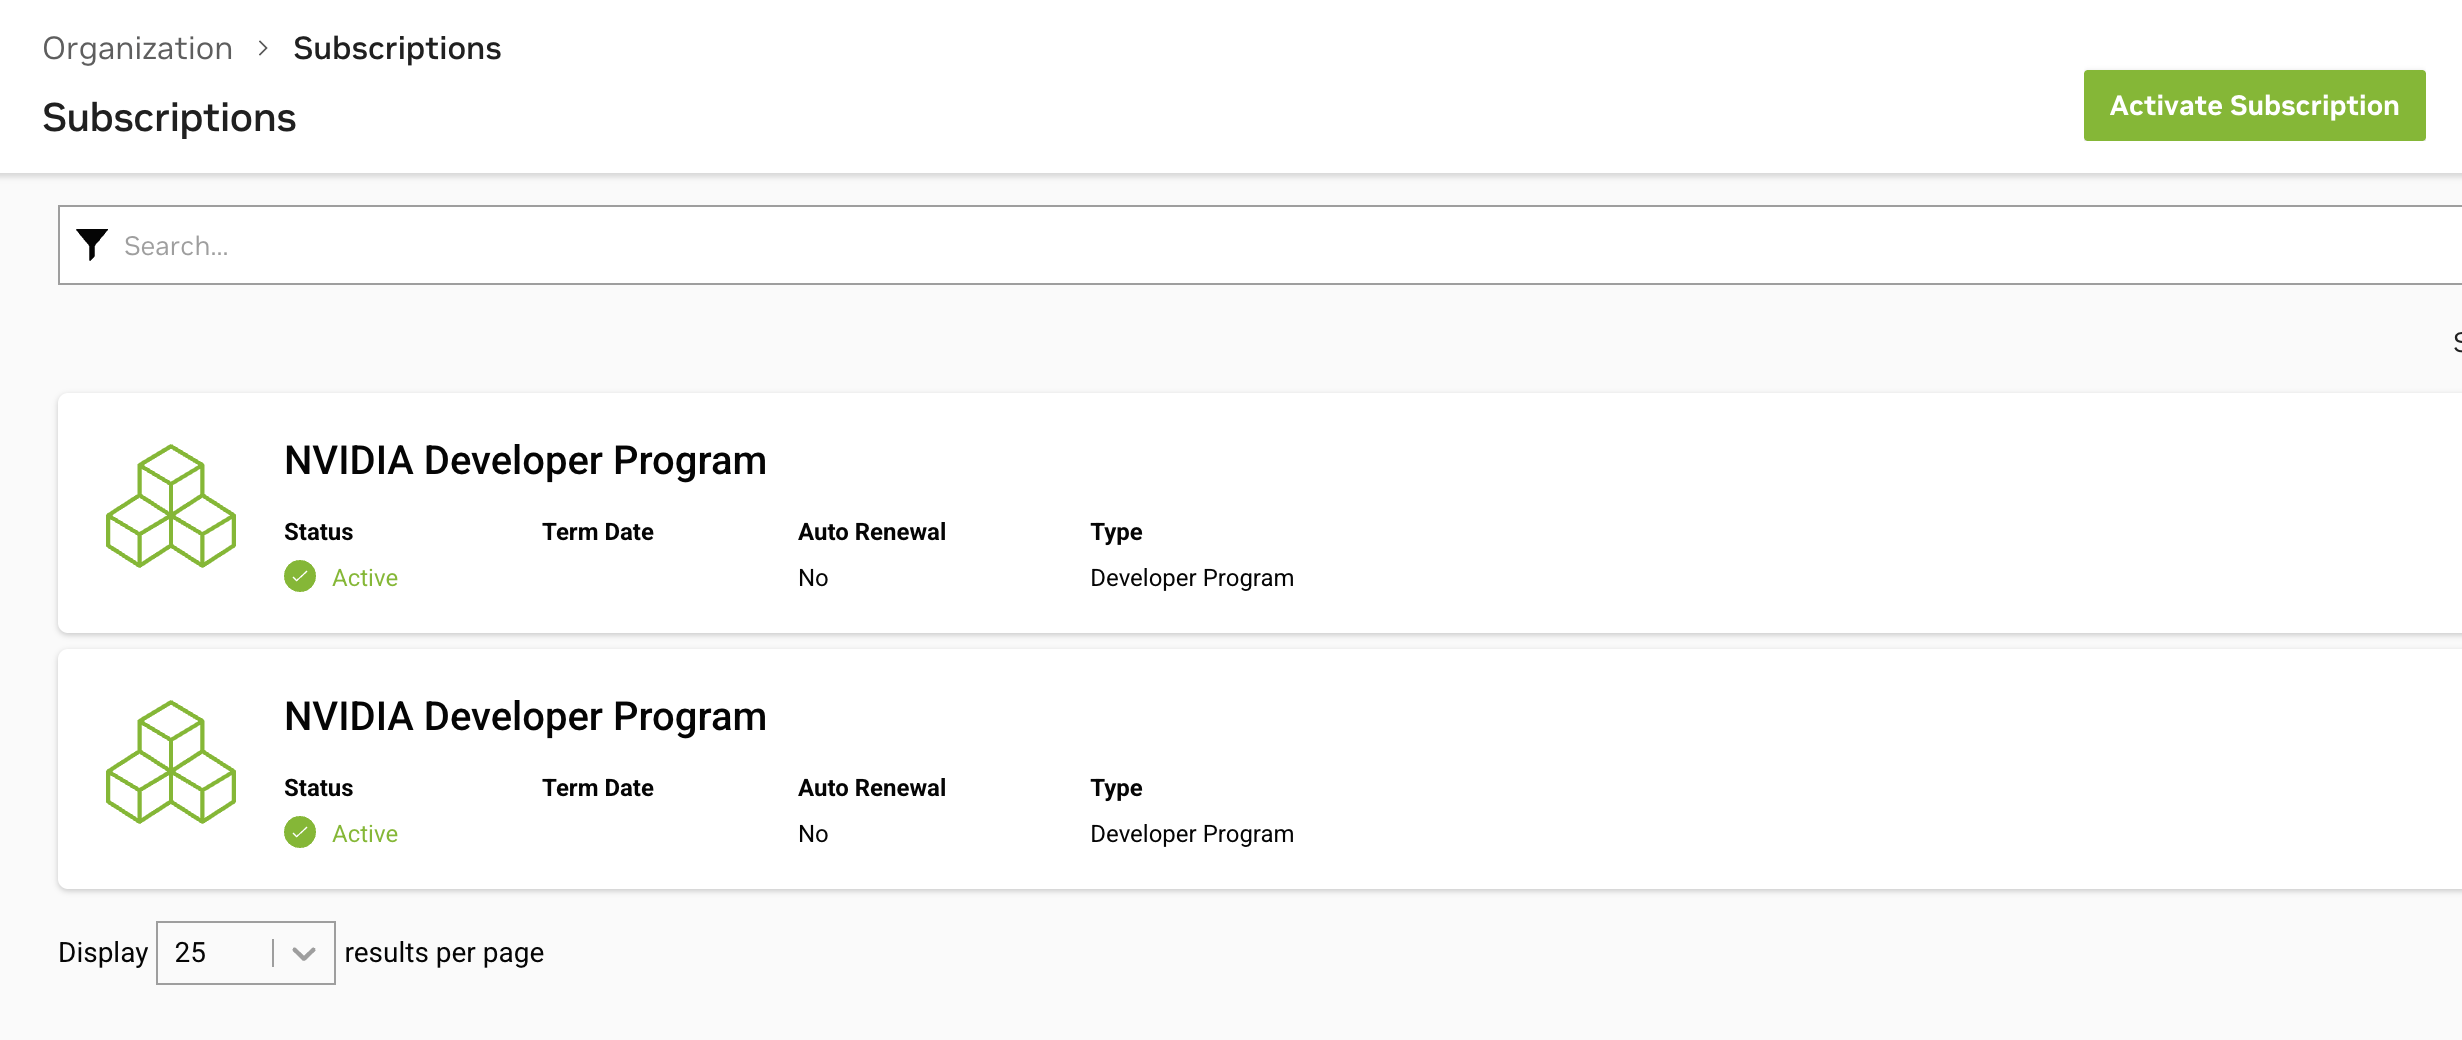 Organization > Subscriptions
Subscriptions
Activate Subscription
Search...
NVIDIA Developer Program
Status Term Date Auto Renewal Type
Active No Developer Program
NVIDIA Developer Program
Status Term Date Auto Renewal Type
Active No Developer Program
Display 25 results per page